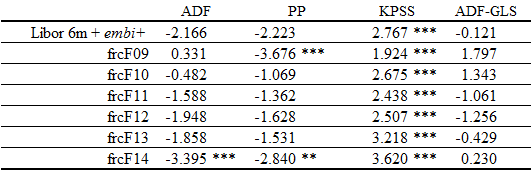 ADF PP KPSS ADF-GLS
Libor 6m + embi+ -2.166 -2.223 2.767 *** -0.121
frcF09 0.331 -3.676 *** 1.924 *** 1.797
frcF10 -0.482 -1.069 2.675 *** 1.343
frcF11 -1.588 -1.362 2.438 *** -1.061
frcF12 -1.948 -1.628 2.507 *** -1.256
frcF13 -1.858 -1.531 3.218 *** -0.429
frcF14 -3.395 *** -2.840 ** 3.620 *** 0.230